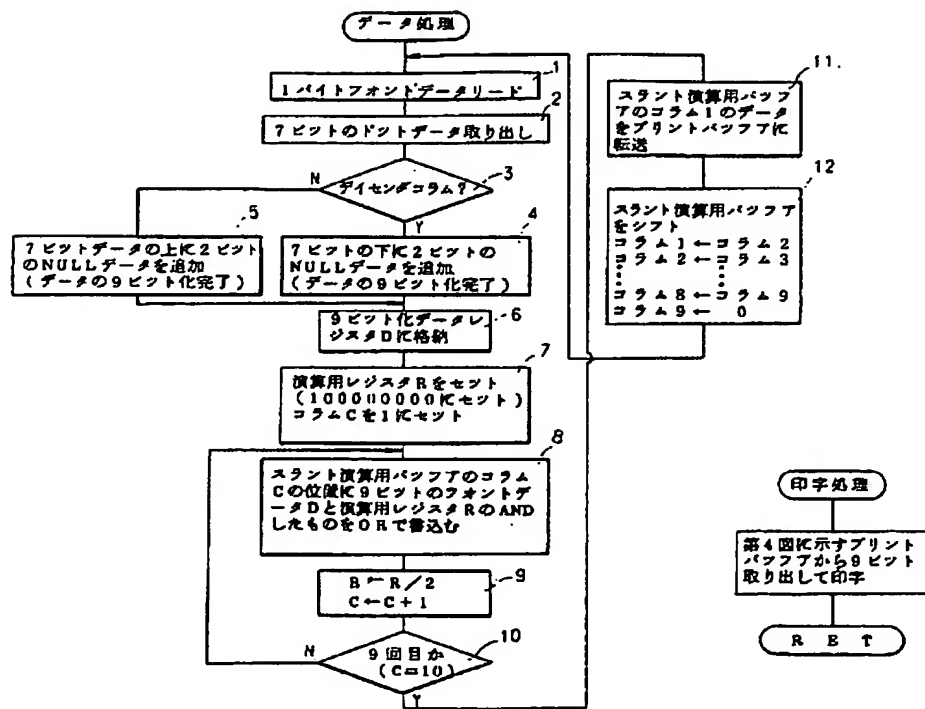 データ処理
1
1バイトフォントデータリード
2
7ビットのドットデータ取り出し
3
デイセンダコラム？
N
Y
5
7ビットデータの上に2ビット
のNULLデータを追加
(データの9ビット化完了)
4
7ビットの下に2ビットの
NULLデータを追加
(データの9ビット化完了)
6
9ビット化データレ
ジスタDに格納
7
演算用レジスタRをセット
(100000000にセット)
コラムCを1にセット
8
スラント演算用バッファのコラム
Cの位置に9ビットのフォントデ
ータDと演算用レジスタRのAND
したものをORで書込む
9
R←R/2
C←C+1
10
9回目か
(C=10)
N
Y
11.
スラント演算用バッフ
アのコラム1のデータ
をプリントバッファに
転送
12
スラント演算用バッファ
をシフト
コラム1←コラム2
コラム2←コラム3
コラム8←コラム9
コラム9← 0
印字処理
第4図に示すプリント
バッファから9ビット
取り出して印字
RET